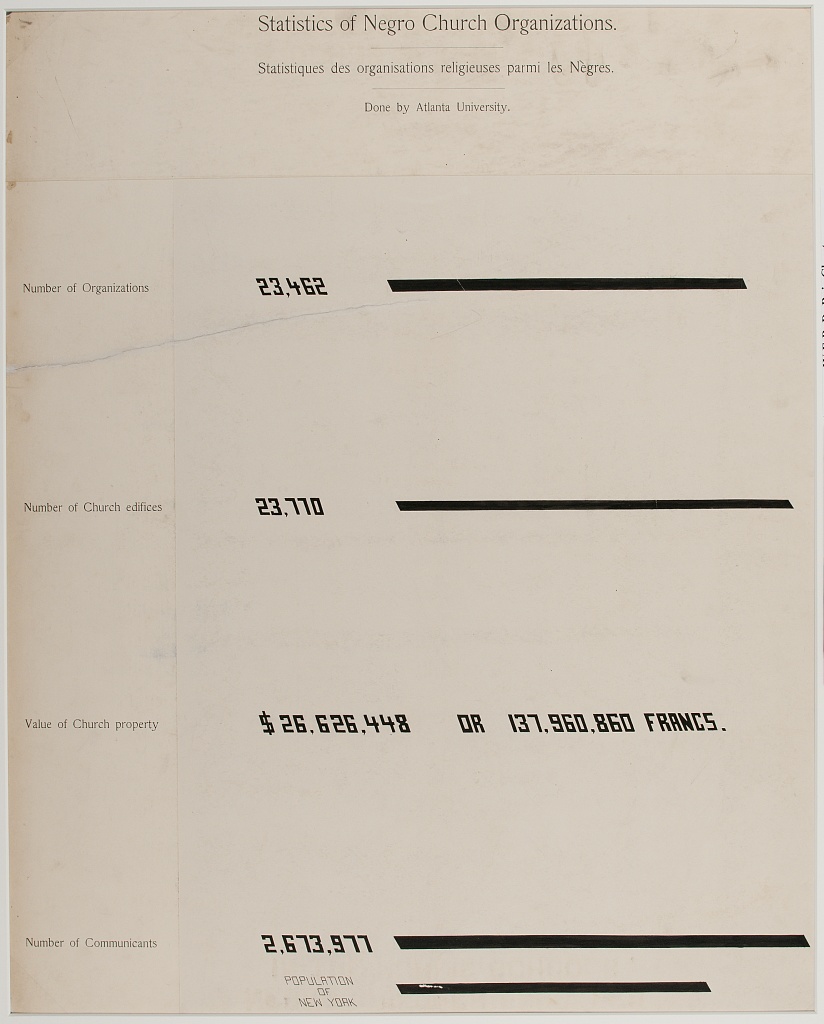 Statistics of Negro Church Organizations.
Statistiques des organisations religieuses parmi les Nègres.
Done by Atlanta University.
Number of Organizations 23,462
Number of Church edifices 23,770
Value of Church property $ 26,626,448 OR 137,960,860 FRANCS.
Number of Communicants 2,673,977
POPULATION
OF
NEW YORK